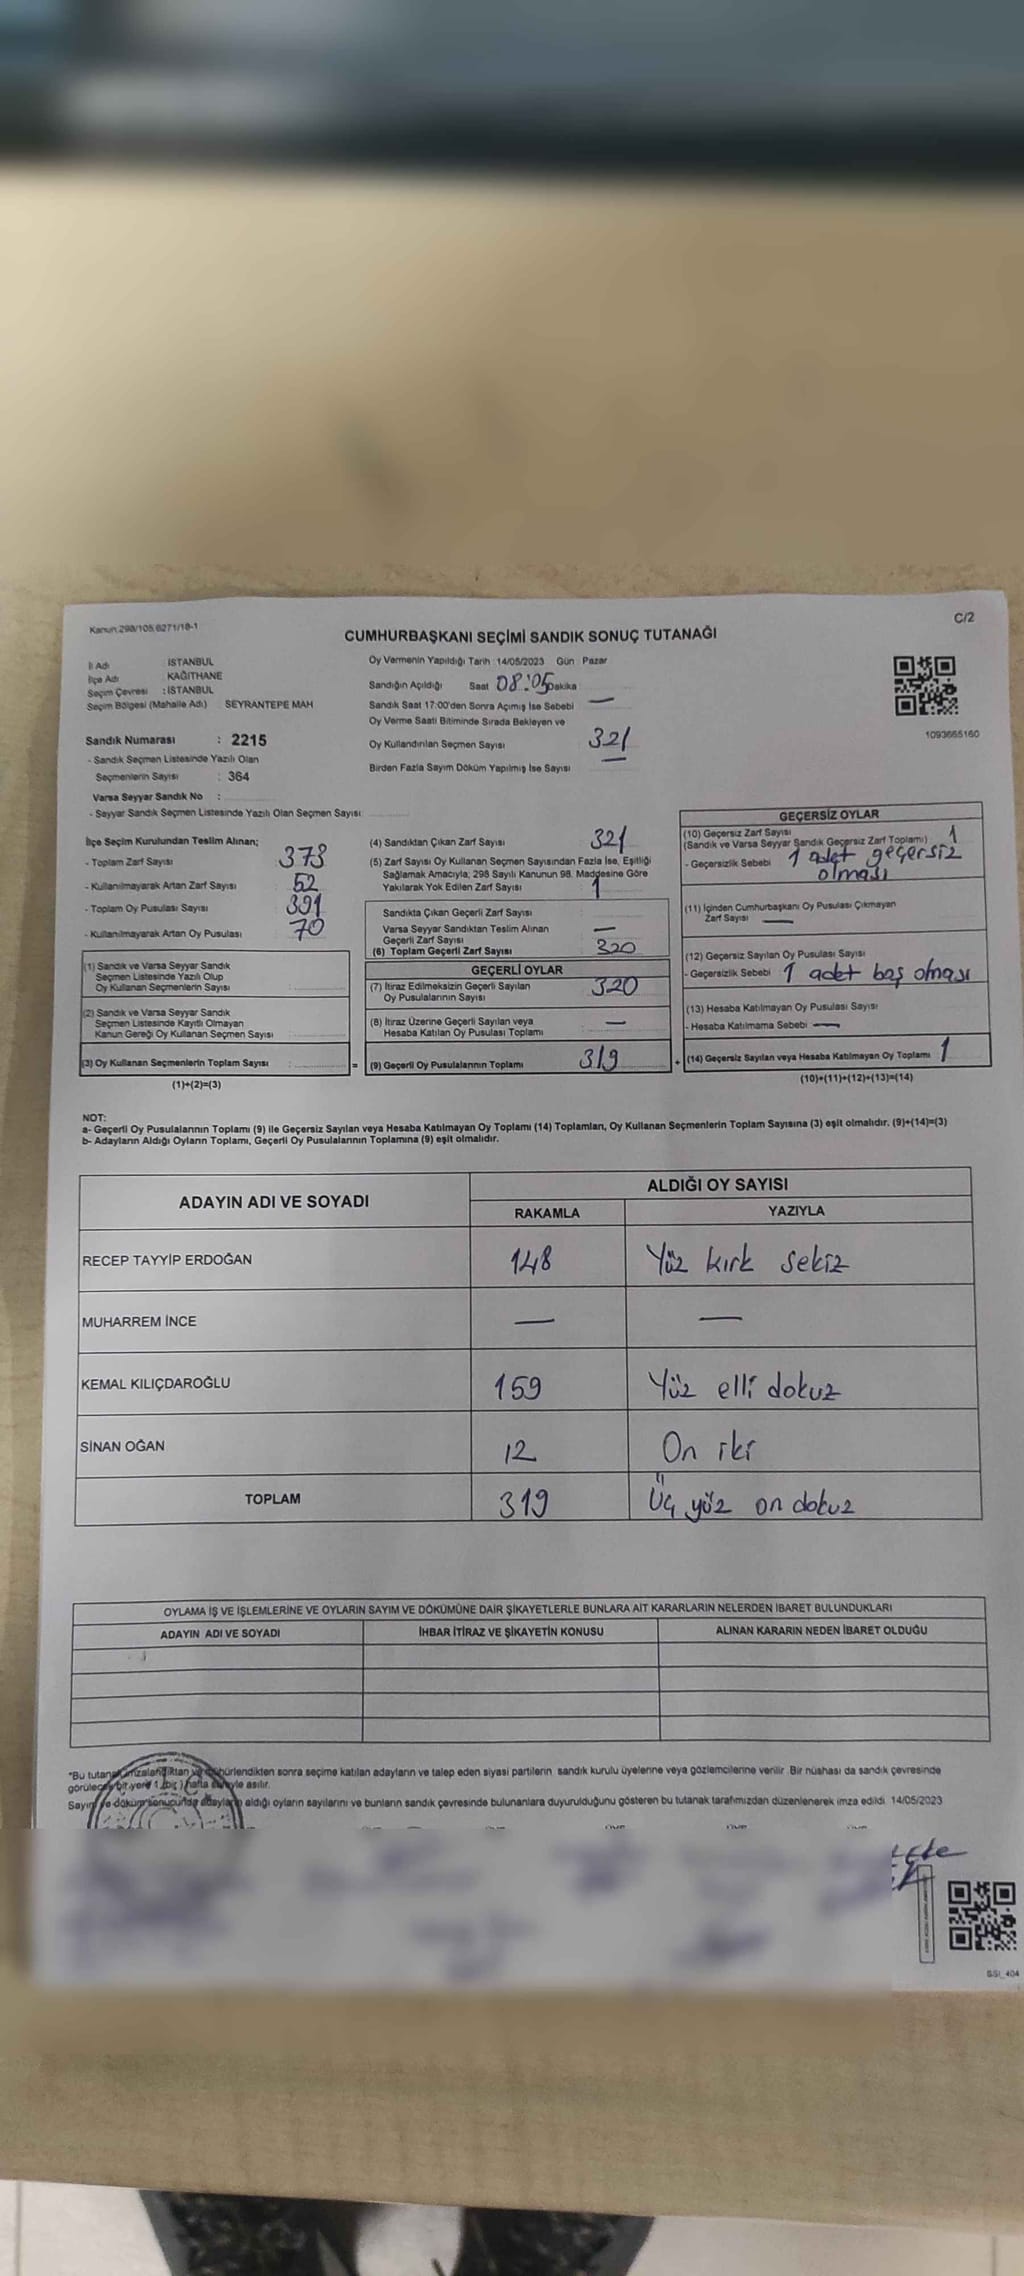 Kanun:298/105,6271/18-1
C/2
CUMHURBAŞKANI SEÇİMİ SANDIK SONUÇ TUTANAĞI
İl Adı İSTANBUL
İlçe Adı KAĞITHANE
Seçim Çevresi : İSTANBUL
Seçim Bölgesi (Mahalle Adı) SEYRANTEPE MAH
Sandık Numarası : 2215
- Sandık Seçmen Listesinde Yazılı Olan
Seçmenlerin Sayısı : 364
Varsa Seyyar Sandık No :
- Seyyar Sandık Seçmen Listesinde Yazılı Olan Seçmen Sayısı
Oy Vermenin Yapıldığı Tarih :14/05/2023 Gün : Pazar
Sandığın Açıldığı Saat 08:05 Dakika
Sandık Saat 17:00'den Sonra Açımış İse Sebebi —
Oy Verme Saati Bitiminde Sırada Bekleyen ve
Oy Kullandırılan Seçmen Sayısı 321
Birden Fazla Sayım Döküm Yapılmış İse Sayısı —
1093665160
İlçe Seçim Kurulundan Teslim Alınan;
- Toplam Zarf Sayısı 373
- Kullanılmayarak Artan Zarf Sayısı 52
- Toplam Oy Pusulası Sayısı 391
- Kullanılmayarak Artan Oy Pusulası 70
(1) Sandık ve Varsa Seyyar Sandık
Seçmen Listesinde Yazılı Olup
Oy Kullanan Seçmenlerin Sayısı
(2) Sandık ve Varsa Seyyar Sandık
Seçmen Listesinde Kayıtlı Olmayan
Kanun Gereği Oy Kullanan Seçmen Sayısı
(3) Oy Kullanan Seçmenlerin Toplam Sayısı :
(1)+(2)=(3)
(4) Sandıktan Çıkan Zarf Sayısı 321
(5) Zarf Sayısı Oy Kullanan Seçmen Sayısından Fazla İse, Eşitliği
Sağlamak Amacıyla, 298 Sayılı Kanunun 98. Maddesine Göre
Yakılarak Yok Edilen Zarf Sayısı 1
Sandıkta Çıkan Geçerli Zarf Sayısı
Varsa Seyyar Sandıktan Teslim Alınan
Geçerli Zarf Sayısı —
(6) Toplam Geçerli Zarf Sayısı 320
GEÇERLİ OYLAR
(7) İtiraz Edilmeksizin Geçerli Sayılan
Oy Pusulalarının Sayısı 320
(8) İtiraz Üzerine Geçerli Sayılan veya
Hesaba Katılan Oy Pusulası Toplamı —
= (9) Geçerli Oy Pusulalarının Toplamı 319
GEÇERSİZ OYLAR
(10) Geçersiz Zarf Sayısı
(Sandık ve Varsa Seyyar Sandık Geçersiz Zarf Toplamı) 1
- Geçersizlik Sebebi 1 adet geçersiz
olması
(11) İçinden Cumhurbaşkanı Oy Pusulası Çıkmayan
Zarf Sayısı —
(12) Geçersiz Sayılan Oy Pusulası Sayısı
- Geçersizlik Sebebi 1 adet boş olması
(13) Hesaba Katılmayan Oy Pusulası Sayısı
- Hesaba Katılmama Sebebi —
+ (14) Geçersiz Sayılan veya Hesaba Katılmayan Oy Toplamı 1
(10)+(11)+(12)+(13)=(14)
NOT:
a- Geçerli Oy Pusulalarının Toplamı (9) ile Geçersiz Sayılan veya Hesaba Katılmayan Oy Toplamı (14) Toplamları, Oy Kullanan Seçmenlerin Toplam Sayısına (3) eşit olmalıdır. (9)+(14)=(3)
b- Adayların Aldığı Oyların Toplamı, Geçerli Oy Pusulalarının Toplamına (9) eşit olmalıdır.
ADAYIN ADI VE SOYADI ALDIĞI OY SAYISI
RAKAMLA YAZIYLA
RECEP TAYYİP ERDOĞAN 148 Yüz kırk sekiz
MUHARREM İNCE — —
KEMAL KILIÇDAROĞLU 159 Yüz elli dokuz
SİNAN OĞAN 12 On iki
TOPLAM 319 Üç yüz on dokuz
OYLAMA İŞ VE İŞLEMLERİNE VE OYLARIN SAYIM VE DÖKÜMÜNE DAİR ŞİKAYETLERLE BUNLARA AİT KARARLARIN NELERDEN İBARET BULUNDUKLARI
ADAYIN ADI VE SOYADI İHBAR İTİRAZ VE ŞİKAYETİN KONUSU ALINAN KARARIN NEDEN İBARET OLDUĞU
*Bu tutanak imzalandıktan ve mühürlendikten sonra seçime katılan adayların ve talep eden siyasi partilerin sandık kurulu üyelerine veya gözlemcilerine verilir. Bir nüshası da sandık çevresinde
görülecek bir yere 1 (bir) hafta süreyle asılır.
Sayım ve döküm sonucunda adayların aldığı oyların sayılarını ve bunların sandık çevresinde bulunanlara duyurulduğunu gösteren bu tutanak tarafımızdan düzenlenerek imza edildi. 14/05/2023